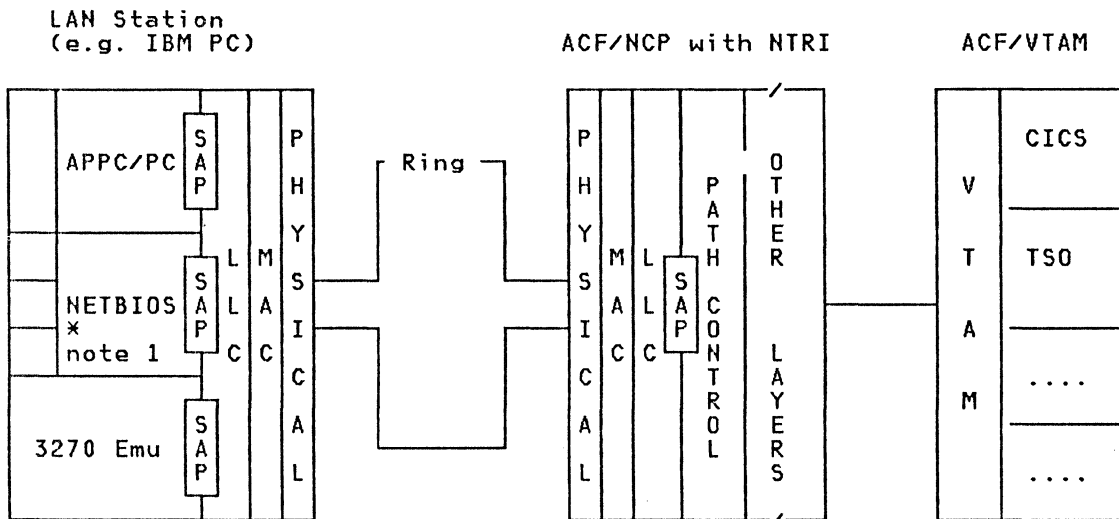 LAN Station
(e.g. IBM PC)
ACF/NCP with NTRI
ACF/VTAM
APPC/PC
SAP
NETBIOS
*
note 1
SAP
3270 Emu
SAP
LLC
MAC
PHYSICAL
Ring
PHYSICAL
MAC
LLC
SAP
PATH CONTROL
OTHER LAYERS
VTAM
CICS
TSO
....
....